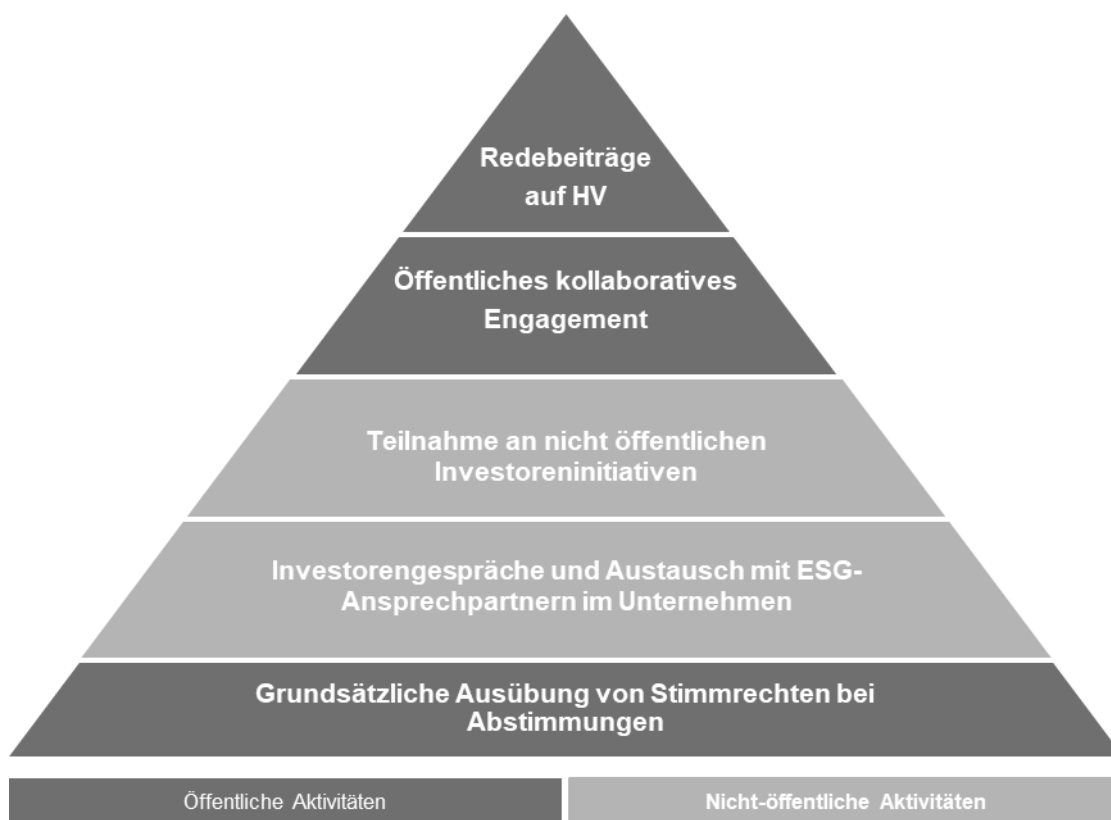 Redebeiträge
auf HV
Öffentliches kollaboratives
Engagement
Teilnahme an nicht öffentlichen
Investoreninitiativen
Investorengespräche und Austausch mit ESG-
Ansprechpartnern im Unternehmen
Grundsätzliche Ausübung von Stimmrechten bei
Abstimmungen
Öffentliche Aktivitäten
Nicht-öffentliche Aktivitäten